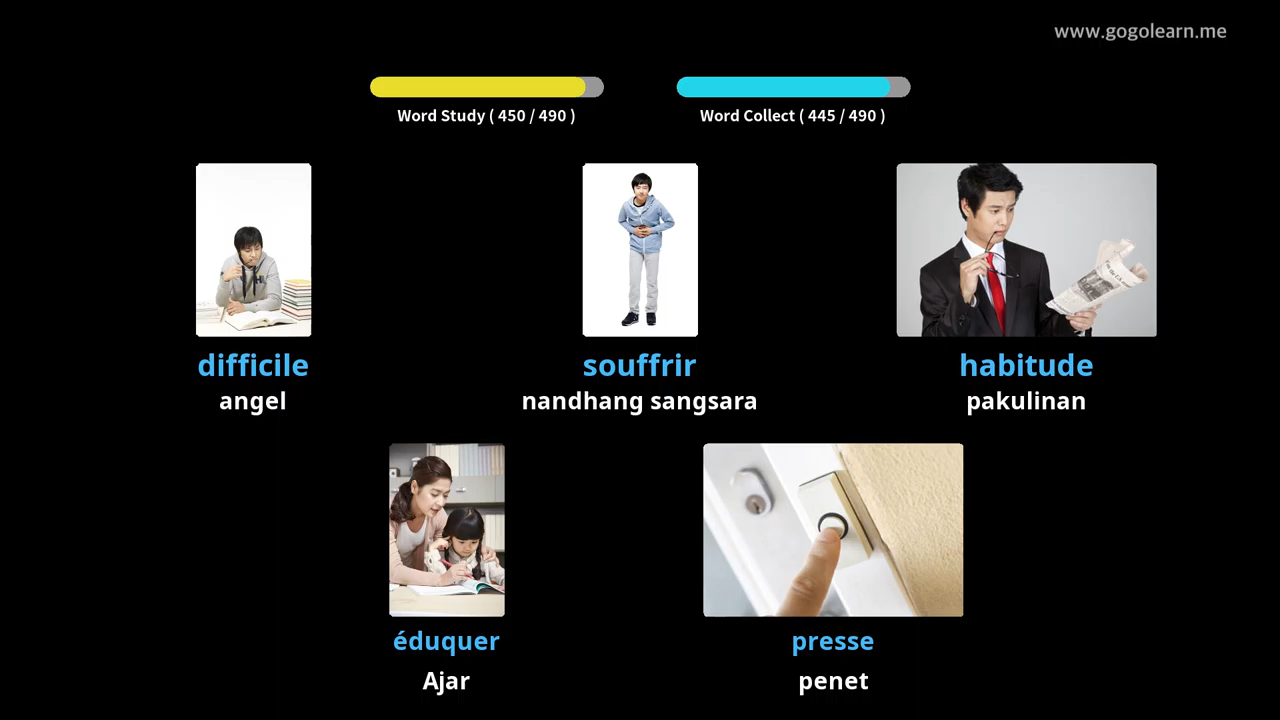 www.gogolearn.me
Word Study ( 450 / 490 )
Word Collect ( 445 / 490 )
difficile
angel
souffrir
nandhang sangsara
habitude
pakulinan
éduquer
Ajar
presse
penet